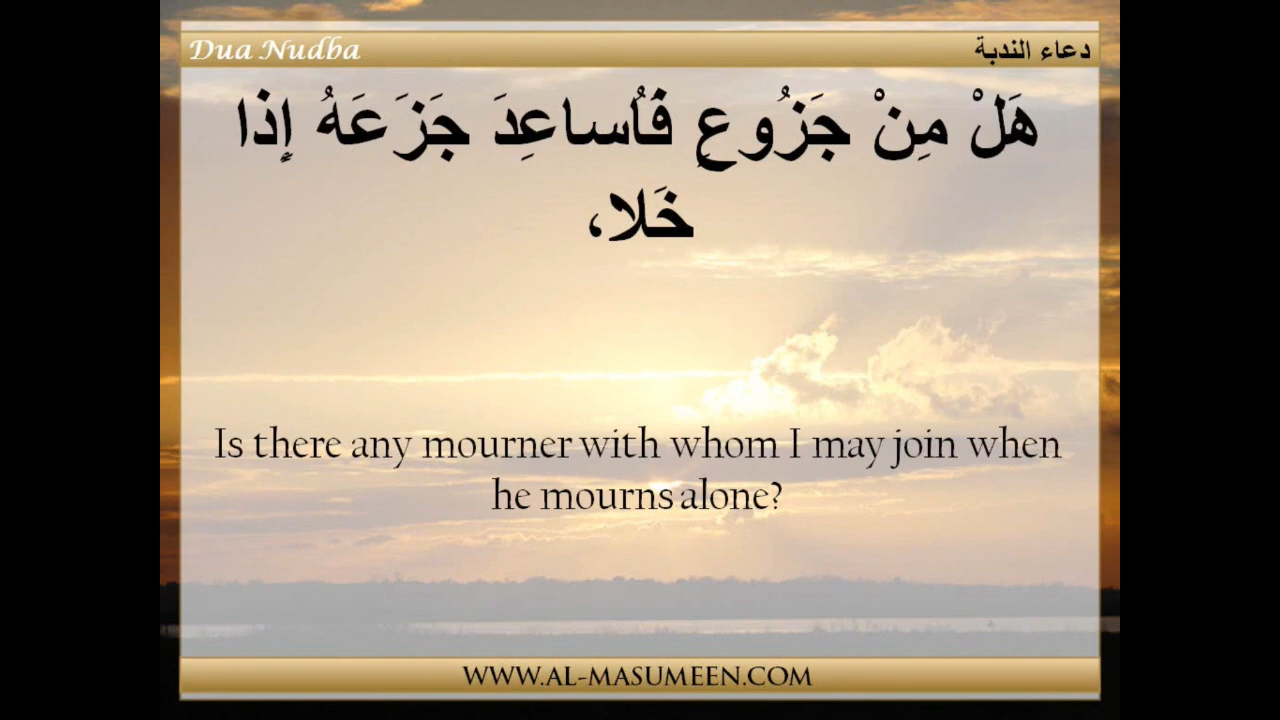 Dua Nudba
دعاء الندبة
هَلْ مِنْ جَزُوعٍ فَاُساعِدَ جَزَعَهُ إِذا
خَلا،
Is there any mourner with whom I may join when
he mourns alone?
WWW.AL-MASUMEEN.COM